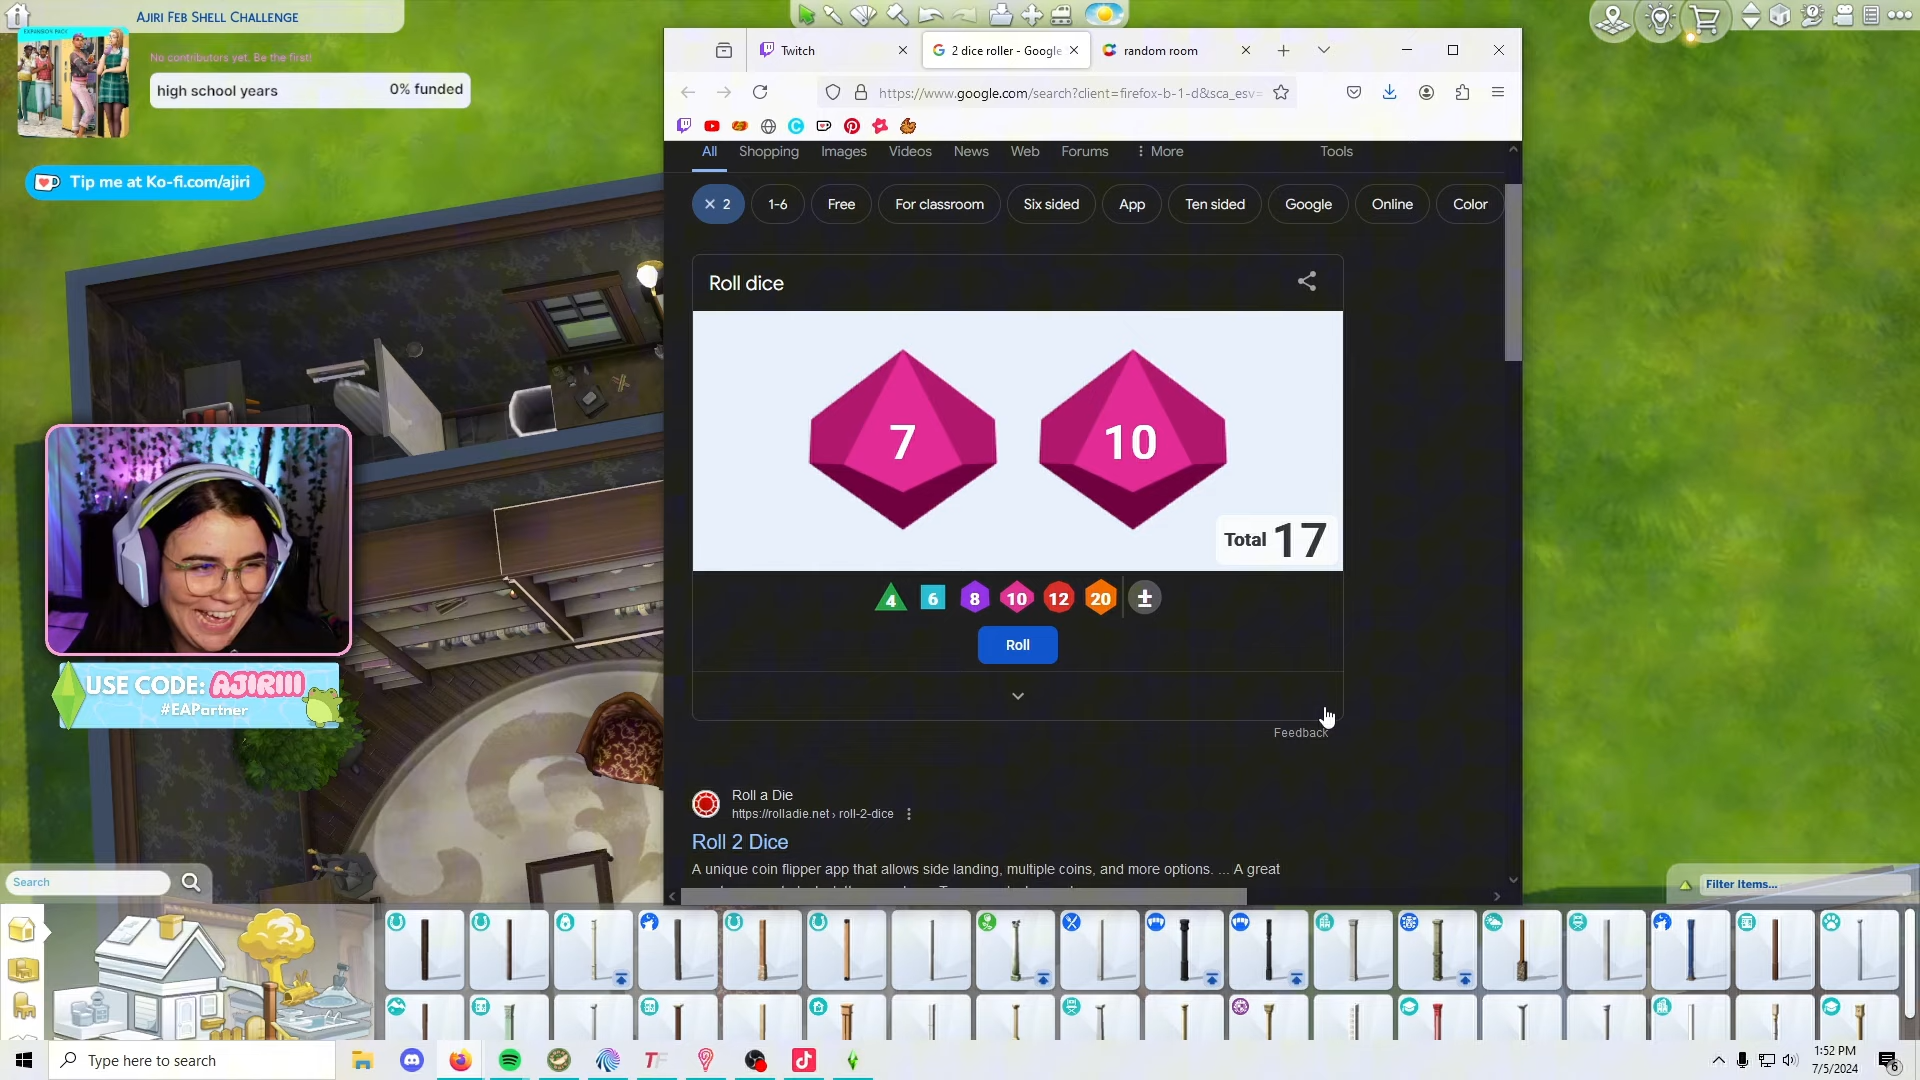 Ajiri Feb Shell Challenge
EXPANSION PACK
No contributors yet. Be the first!
high school years
0% funded
Tip me at Ko-fi.com/ajiri
Twitch
2 dice roller - Google
random room
https://www.google.com/search?client=firefox-b-1-d&sca_esv=
All
Shopping
Images
Videos
News
Web
Forums
More
Tools
2
1-6
Free
For classroom
Six sided
App
Ten sided
Google
Online
Color
Roll dice
7
10
Total 17
4
6
8
10
12
20
±
Roll
Feedback
Roll a Die
https://rolladie.net › roll-2-dice
Roll 2 Dice
A unique coin flipper app that allows side landing, multiple coins, and more options. ... A great
USE CODE: AJIRIII
#EAPartner
Search
Filter Items...
Type here to search
TF
1:52 PM
7/5/2024
6